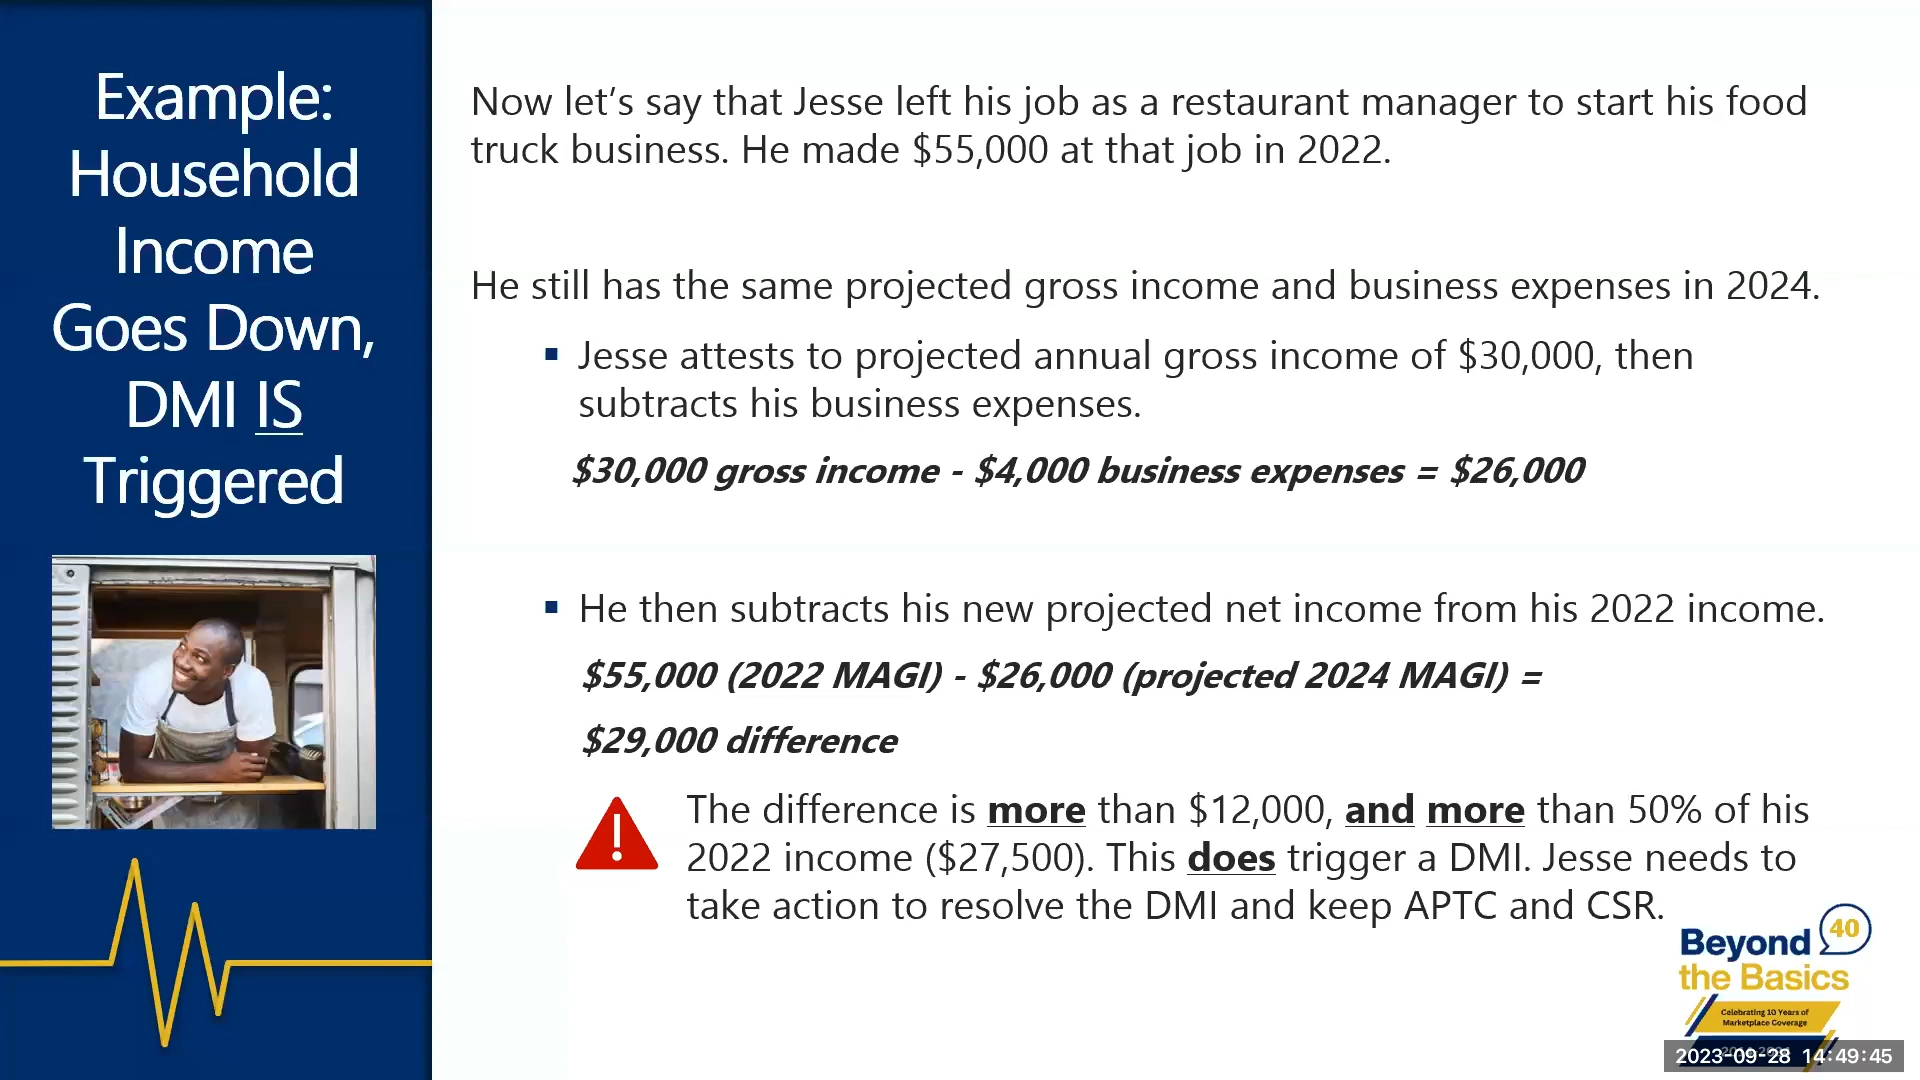 Example:
Household
Income
Goes Down,
DMI IS
Triggered
Now let’s say that Jesse left his job as a restaurant manager to start his food
truck business. He made $55,000 at that job in 2022.
He still has the same projected gross income and business expenses in 2024.
▪ Jesse attests to projected annual gross income of $30,000, then
subtracts his business expenses.
$30,000 gross income - $4,000 business expenses = $26,000
▪ He then subtracts his new projected net income from his 2022 income.
$55,000 (2022 MAGI) - $26,000 (projected 2024 MAGI) =
$29,000 difference
The difference is more than $12,000, and more than 50% of his
2022 income ($27,500). This does trigger a DMI. Jesse needs to
take action to resolve the DMI and keep APTC and CSR.
40
Beyond
the Basics
Celebrating 10 Years of
Marketplace Coverage
2023-09-28 14:49:45